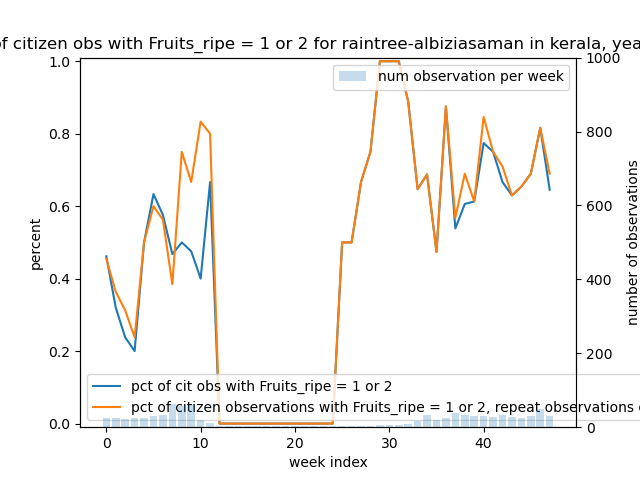 of citizen obs with Fruits_ripe = 1 or 2 for raintree-albiziasaman in kerala, yea
num observation per week
1.0
0.8
0.6
0.4
0.2
0.0
percent
1000
800
600
400
200
0
number of observations
pct of cit obs with Fruits_ripe = 1 or 2
pct of citizen observations with Fruits_ripe = 1 or 2, repeat observations
0
10
20
30
40
week index